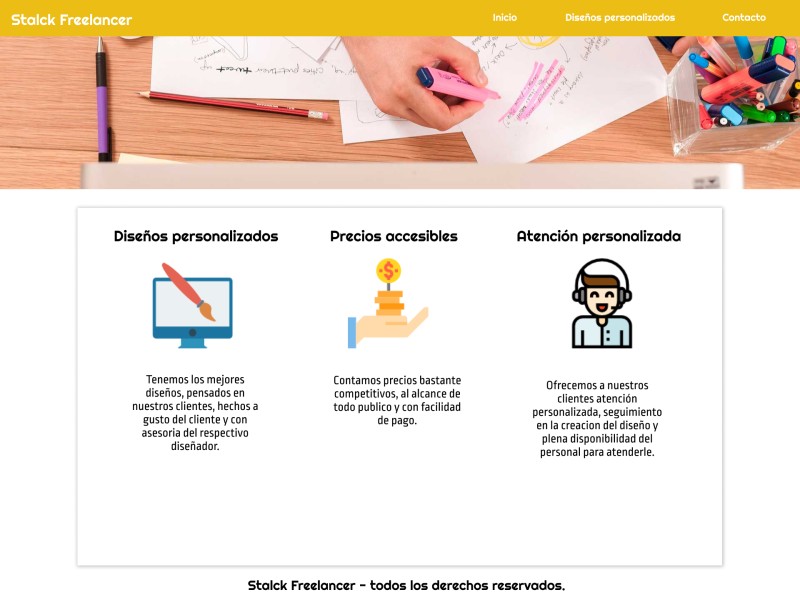 Stalck Freelancer
Inicio
Diseños personalizados
Contacto
Diseños personalizados
Tenemos los mejores
diseños, pensados en
nuestros clientes, hechos a
gusto del cliente y con
asesoria del respectivo
diseñador.
Precios accesibles
Contamos precios bastante
competitivos, al alcance de
todo publico y con facilidad
de pago.
Atención personalizada
Ofrecemos a nuestros
clientes atención
personalizada, seguimiento
en la creacion del diseño y
plena disponibilidad del
personal para atenderle.
Stalck Freelancer - todos los derechos reservados.